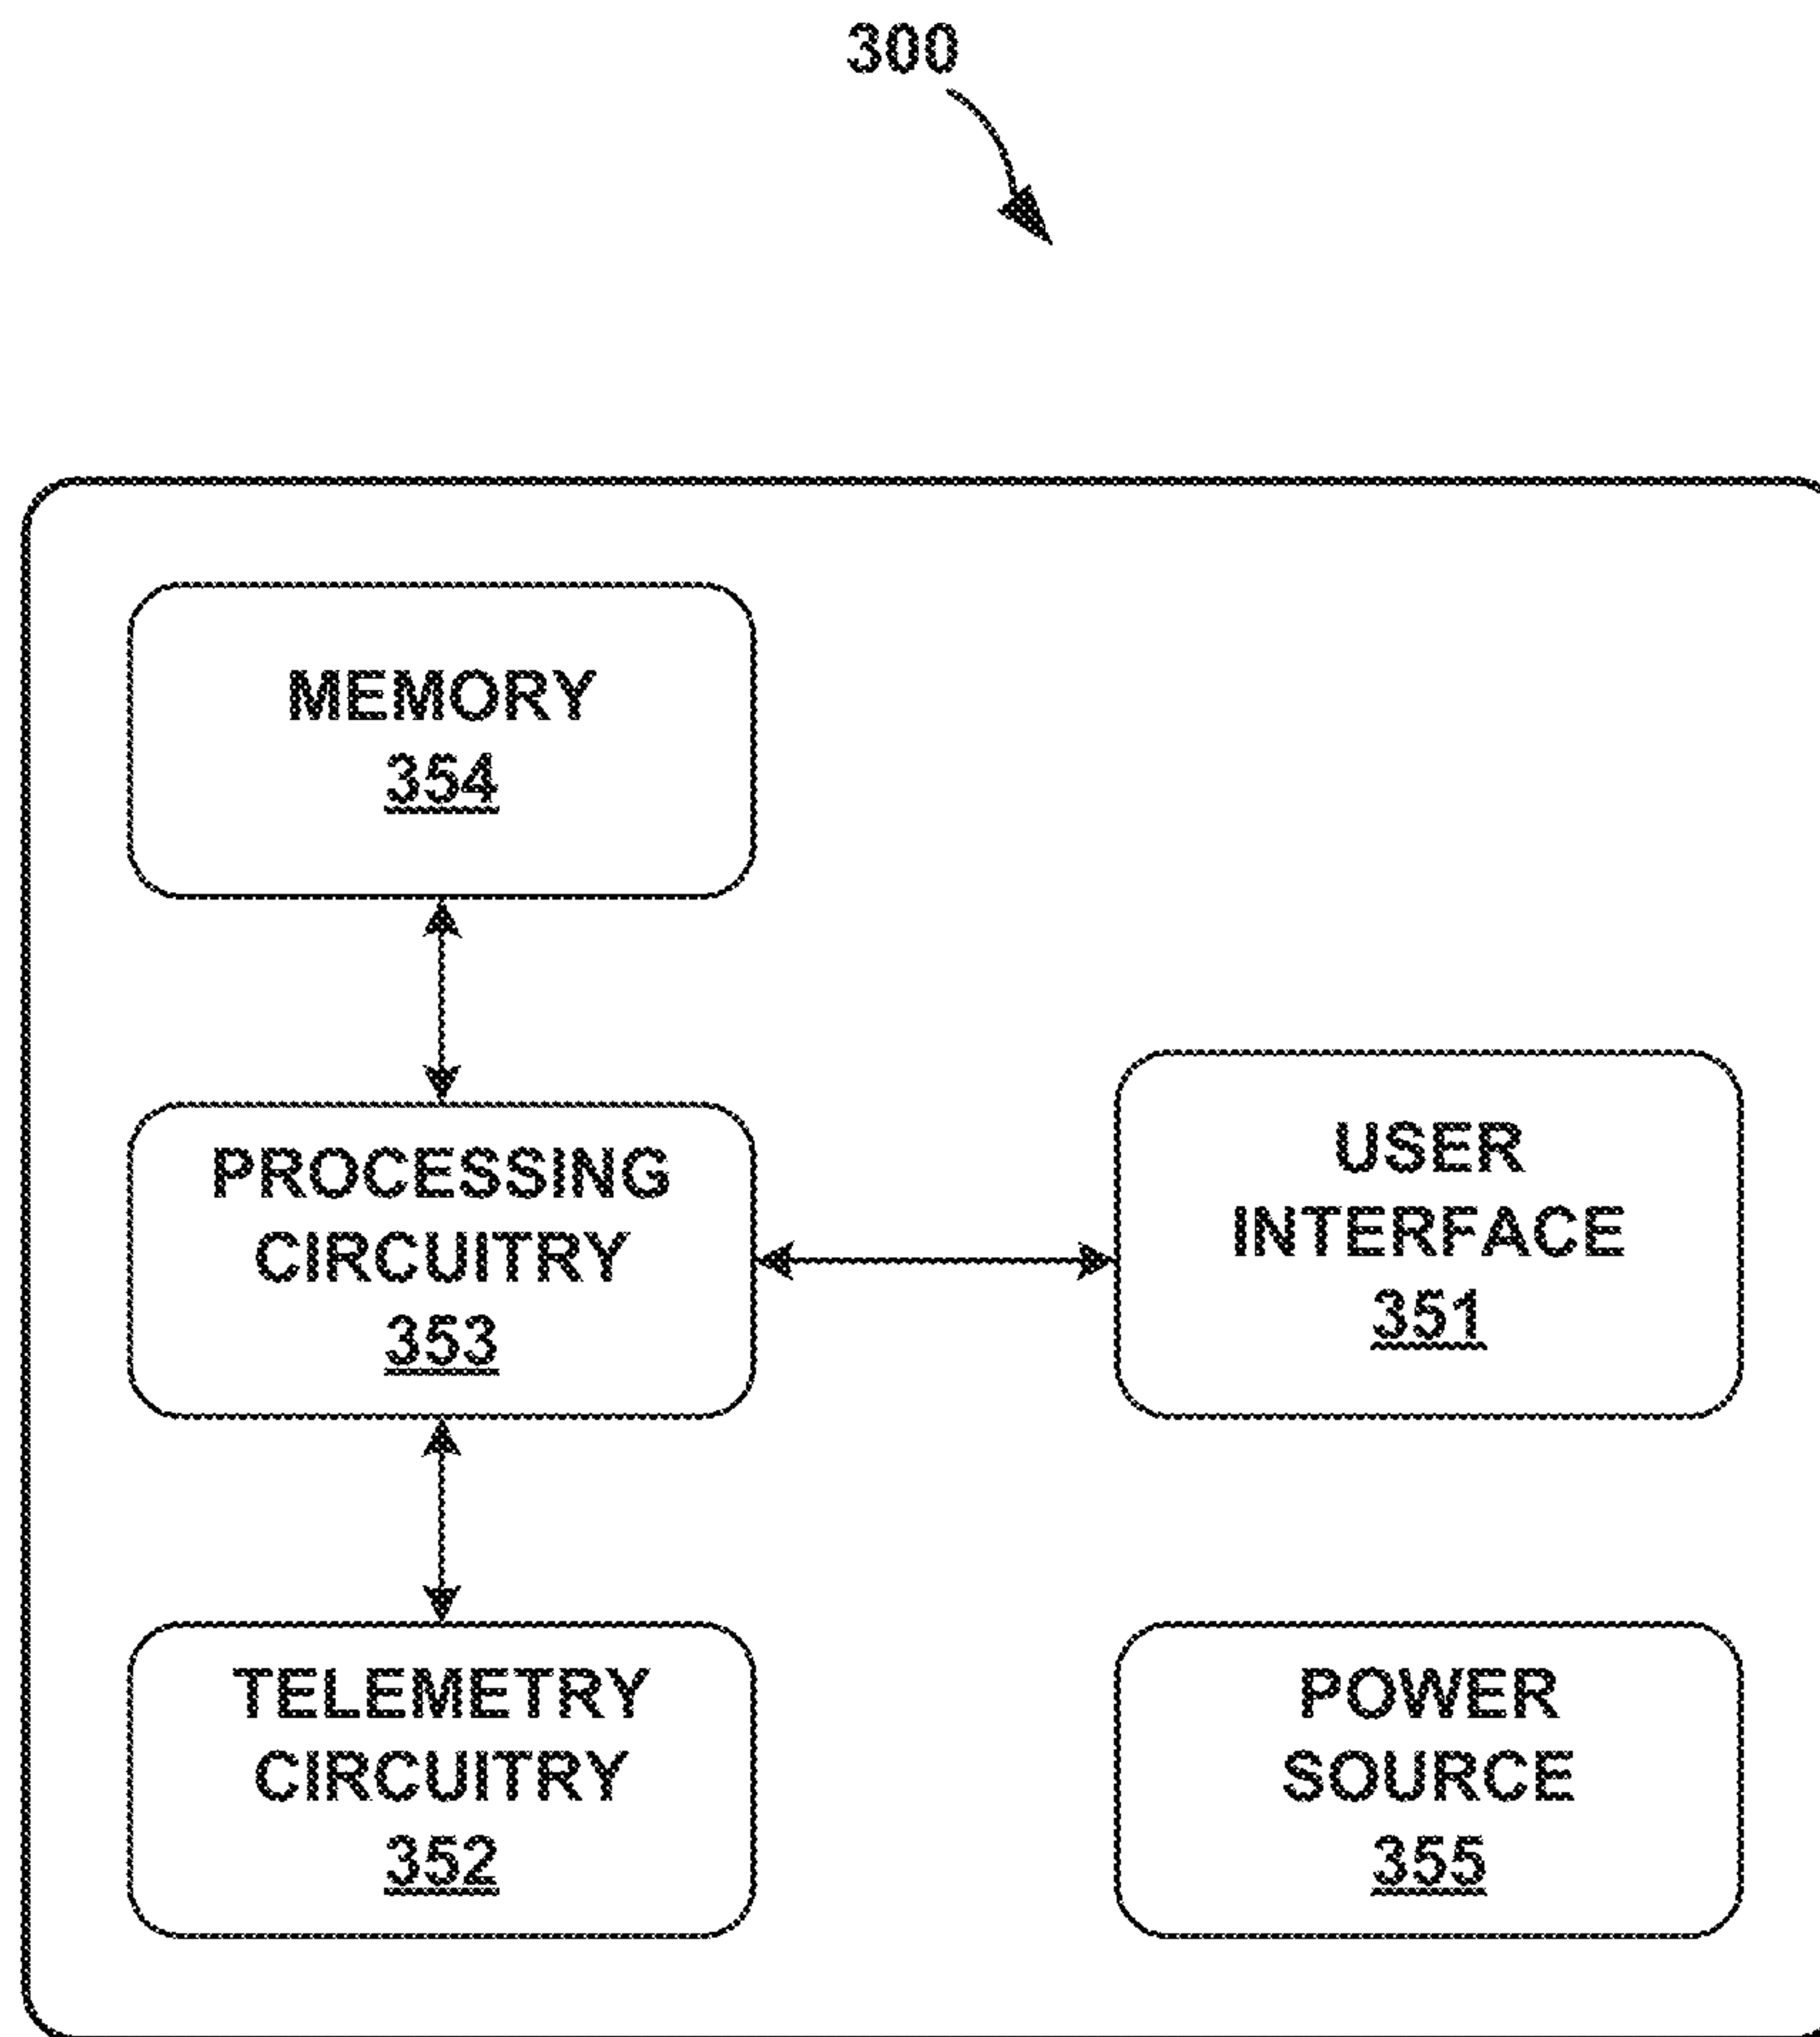 300
MEMORY
354
PROCESSING
CIRCUITRY
353
USER
INTERFACE
351
TELEMETRY
CIRCUITRY
352
POWER
SOURCE
355